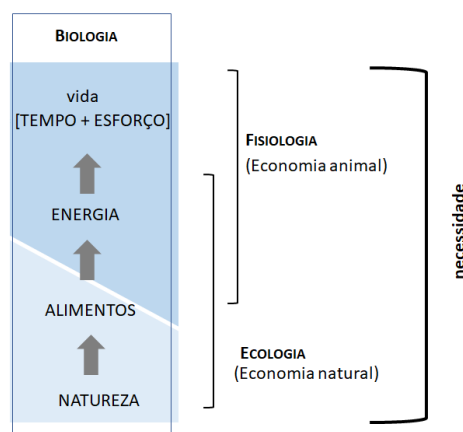 BIOLOGIA
vida
[TEMPO + ESFORÇO]
ENERGIA
ALIMENTOS
NATUREZA
FISIOLOGIA
(Economia animal)
ECOLOGIA
(Economia natural)
necessidade